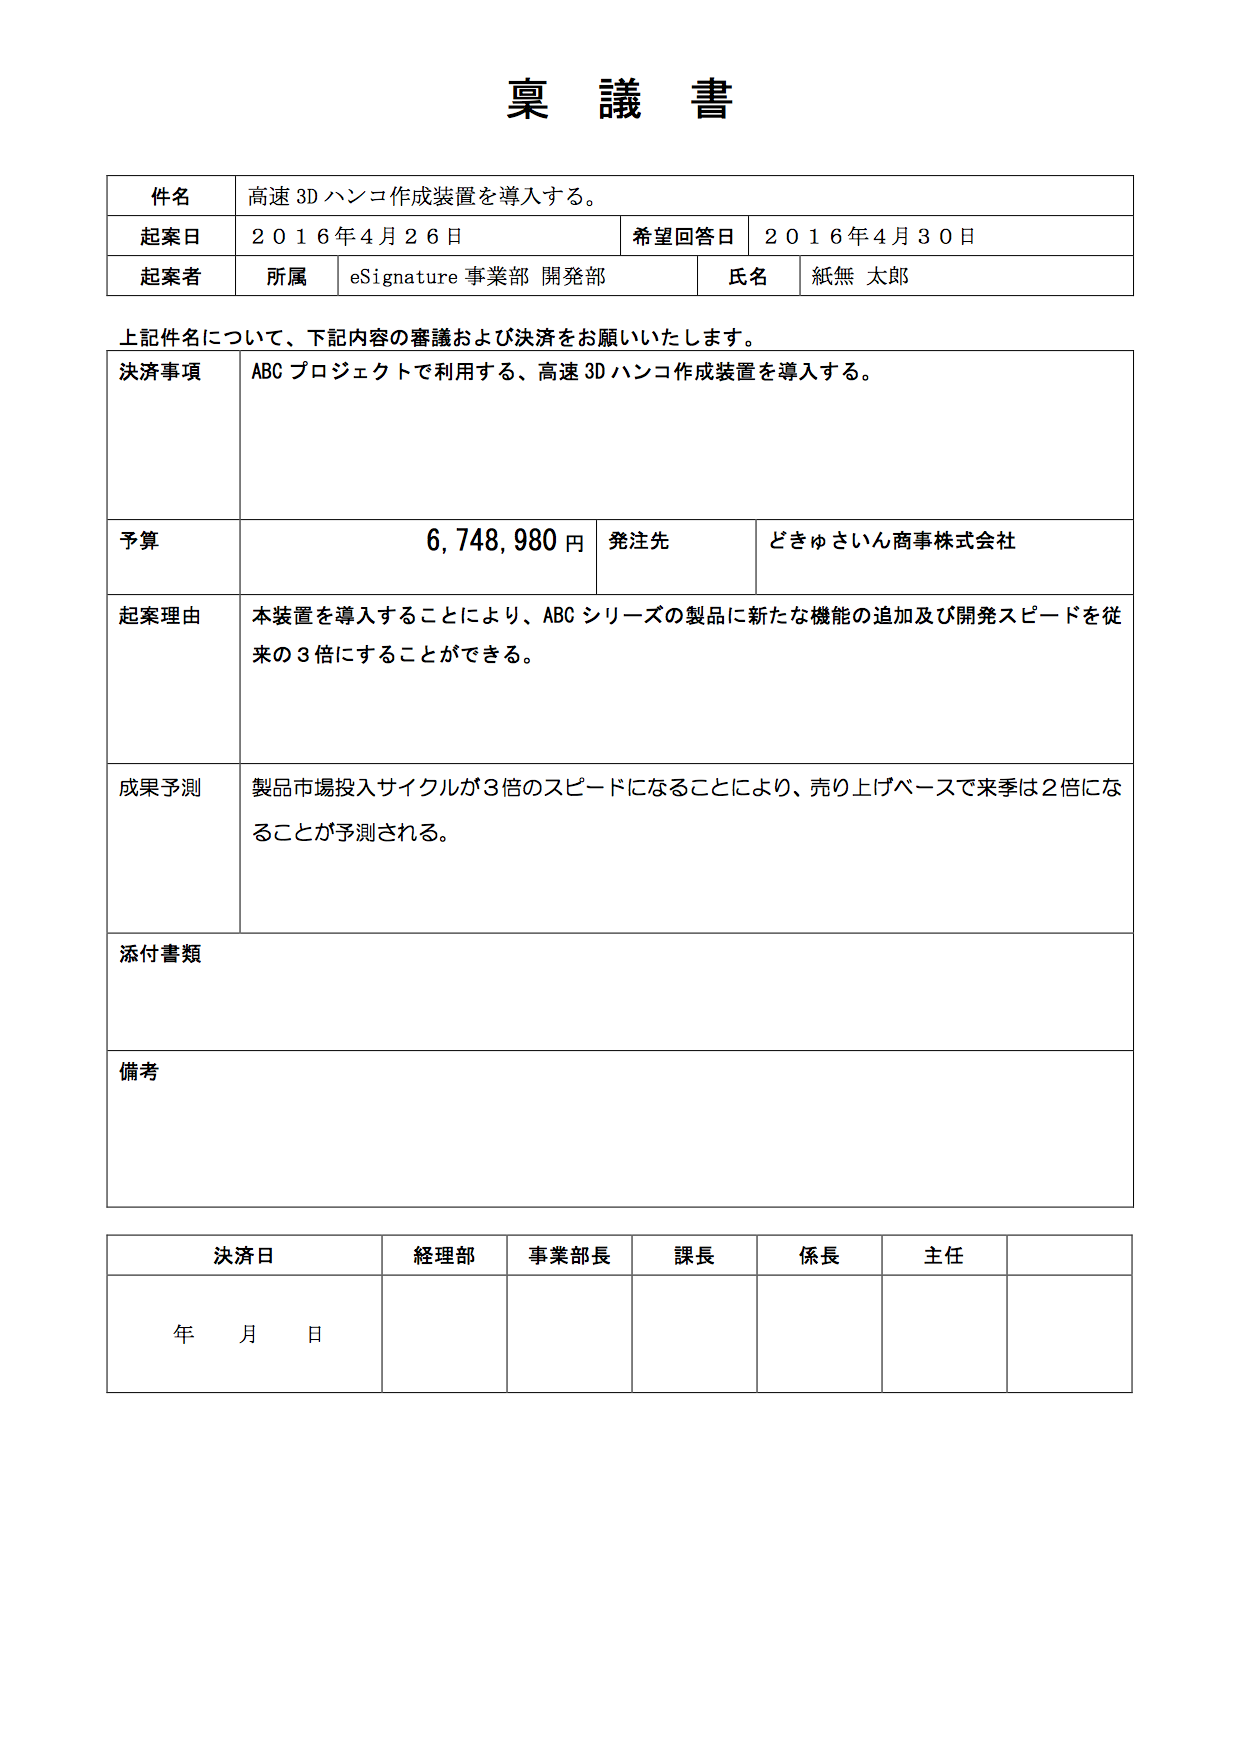 稟　議　書
件名 高速 3D ハンコ作成装置を導入する。
起案日 ２０１６年４月２６日 希望回答日 ２０１６年４月３０日
起案者 所属 eSignature 事業部 開発部 氏名 紙無 太郎
上記件名について、下記内容の審議および決済をお願いいたします。
決済事項 ABC プロジェクトで利用する、高速 3D ハンコ作成装置を導入する。
予算 6,748,980 円 発注先 どきゅさいん商事株式会社
起案理由 本装置を導入することにより、ABC シリーズの製品に新たな機能の追加及び開発スピードを従
来の３倍にすることができる。
成果予測 製品市場投入サイクルが３倍のスピードになることにより、売り上げベースで来季は２倍にな
ることが予測される。
添付書類
備考
決済日 経理部 事業部長 課長 係長 主任
年　月　日